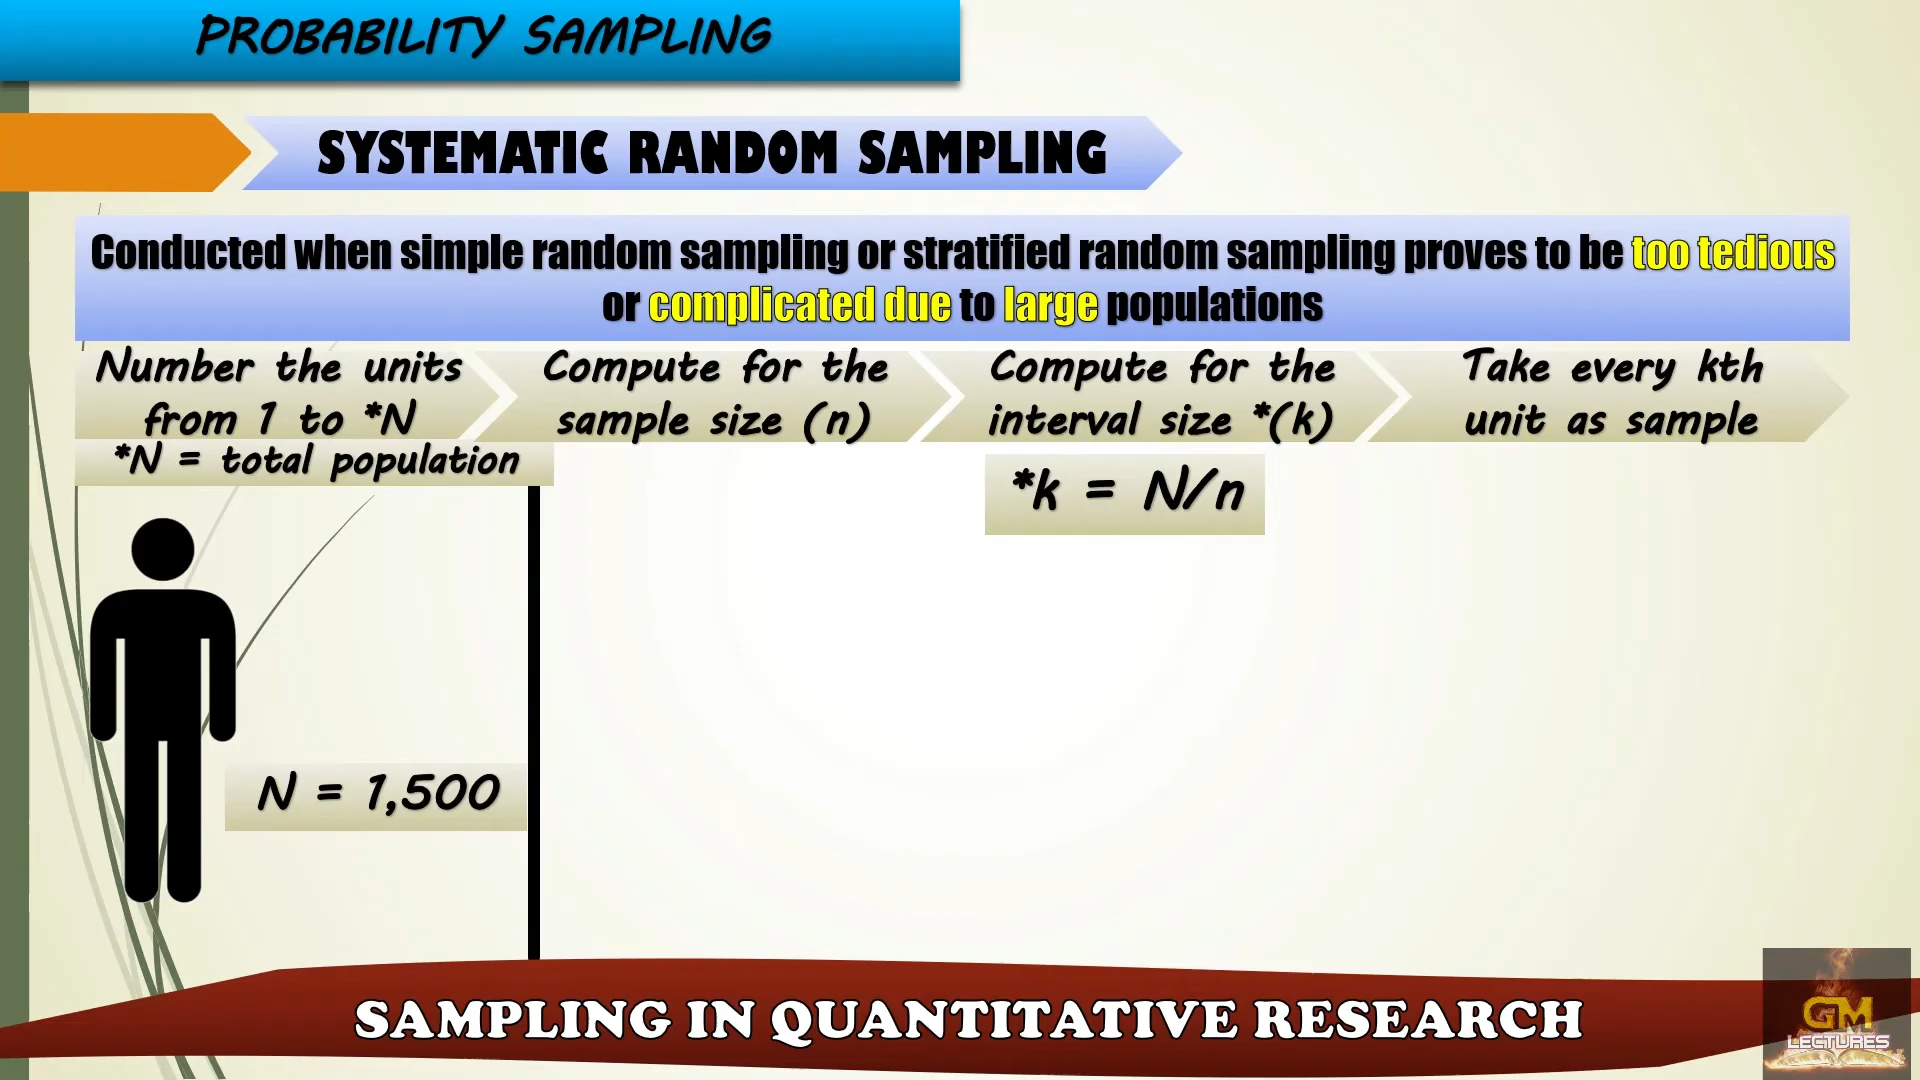 PROBABILITY SAMPLING
SYSTEMATIC RANDOM SAMPLING
Conducted when simple random sampling or stratified random sampling proves to be too tedious
or complicated due to large populations
Number the units
from 1 to *N
Compute for the
sample size (n)
Compute for the
interval size *(k)
Take every kth
unit as sample
*N = total population
*k = N/n
N = 1,500
SAMPLING IN QUANTITATIVE RESEARCH
GM
LECTURES